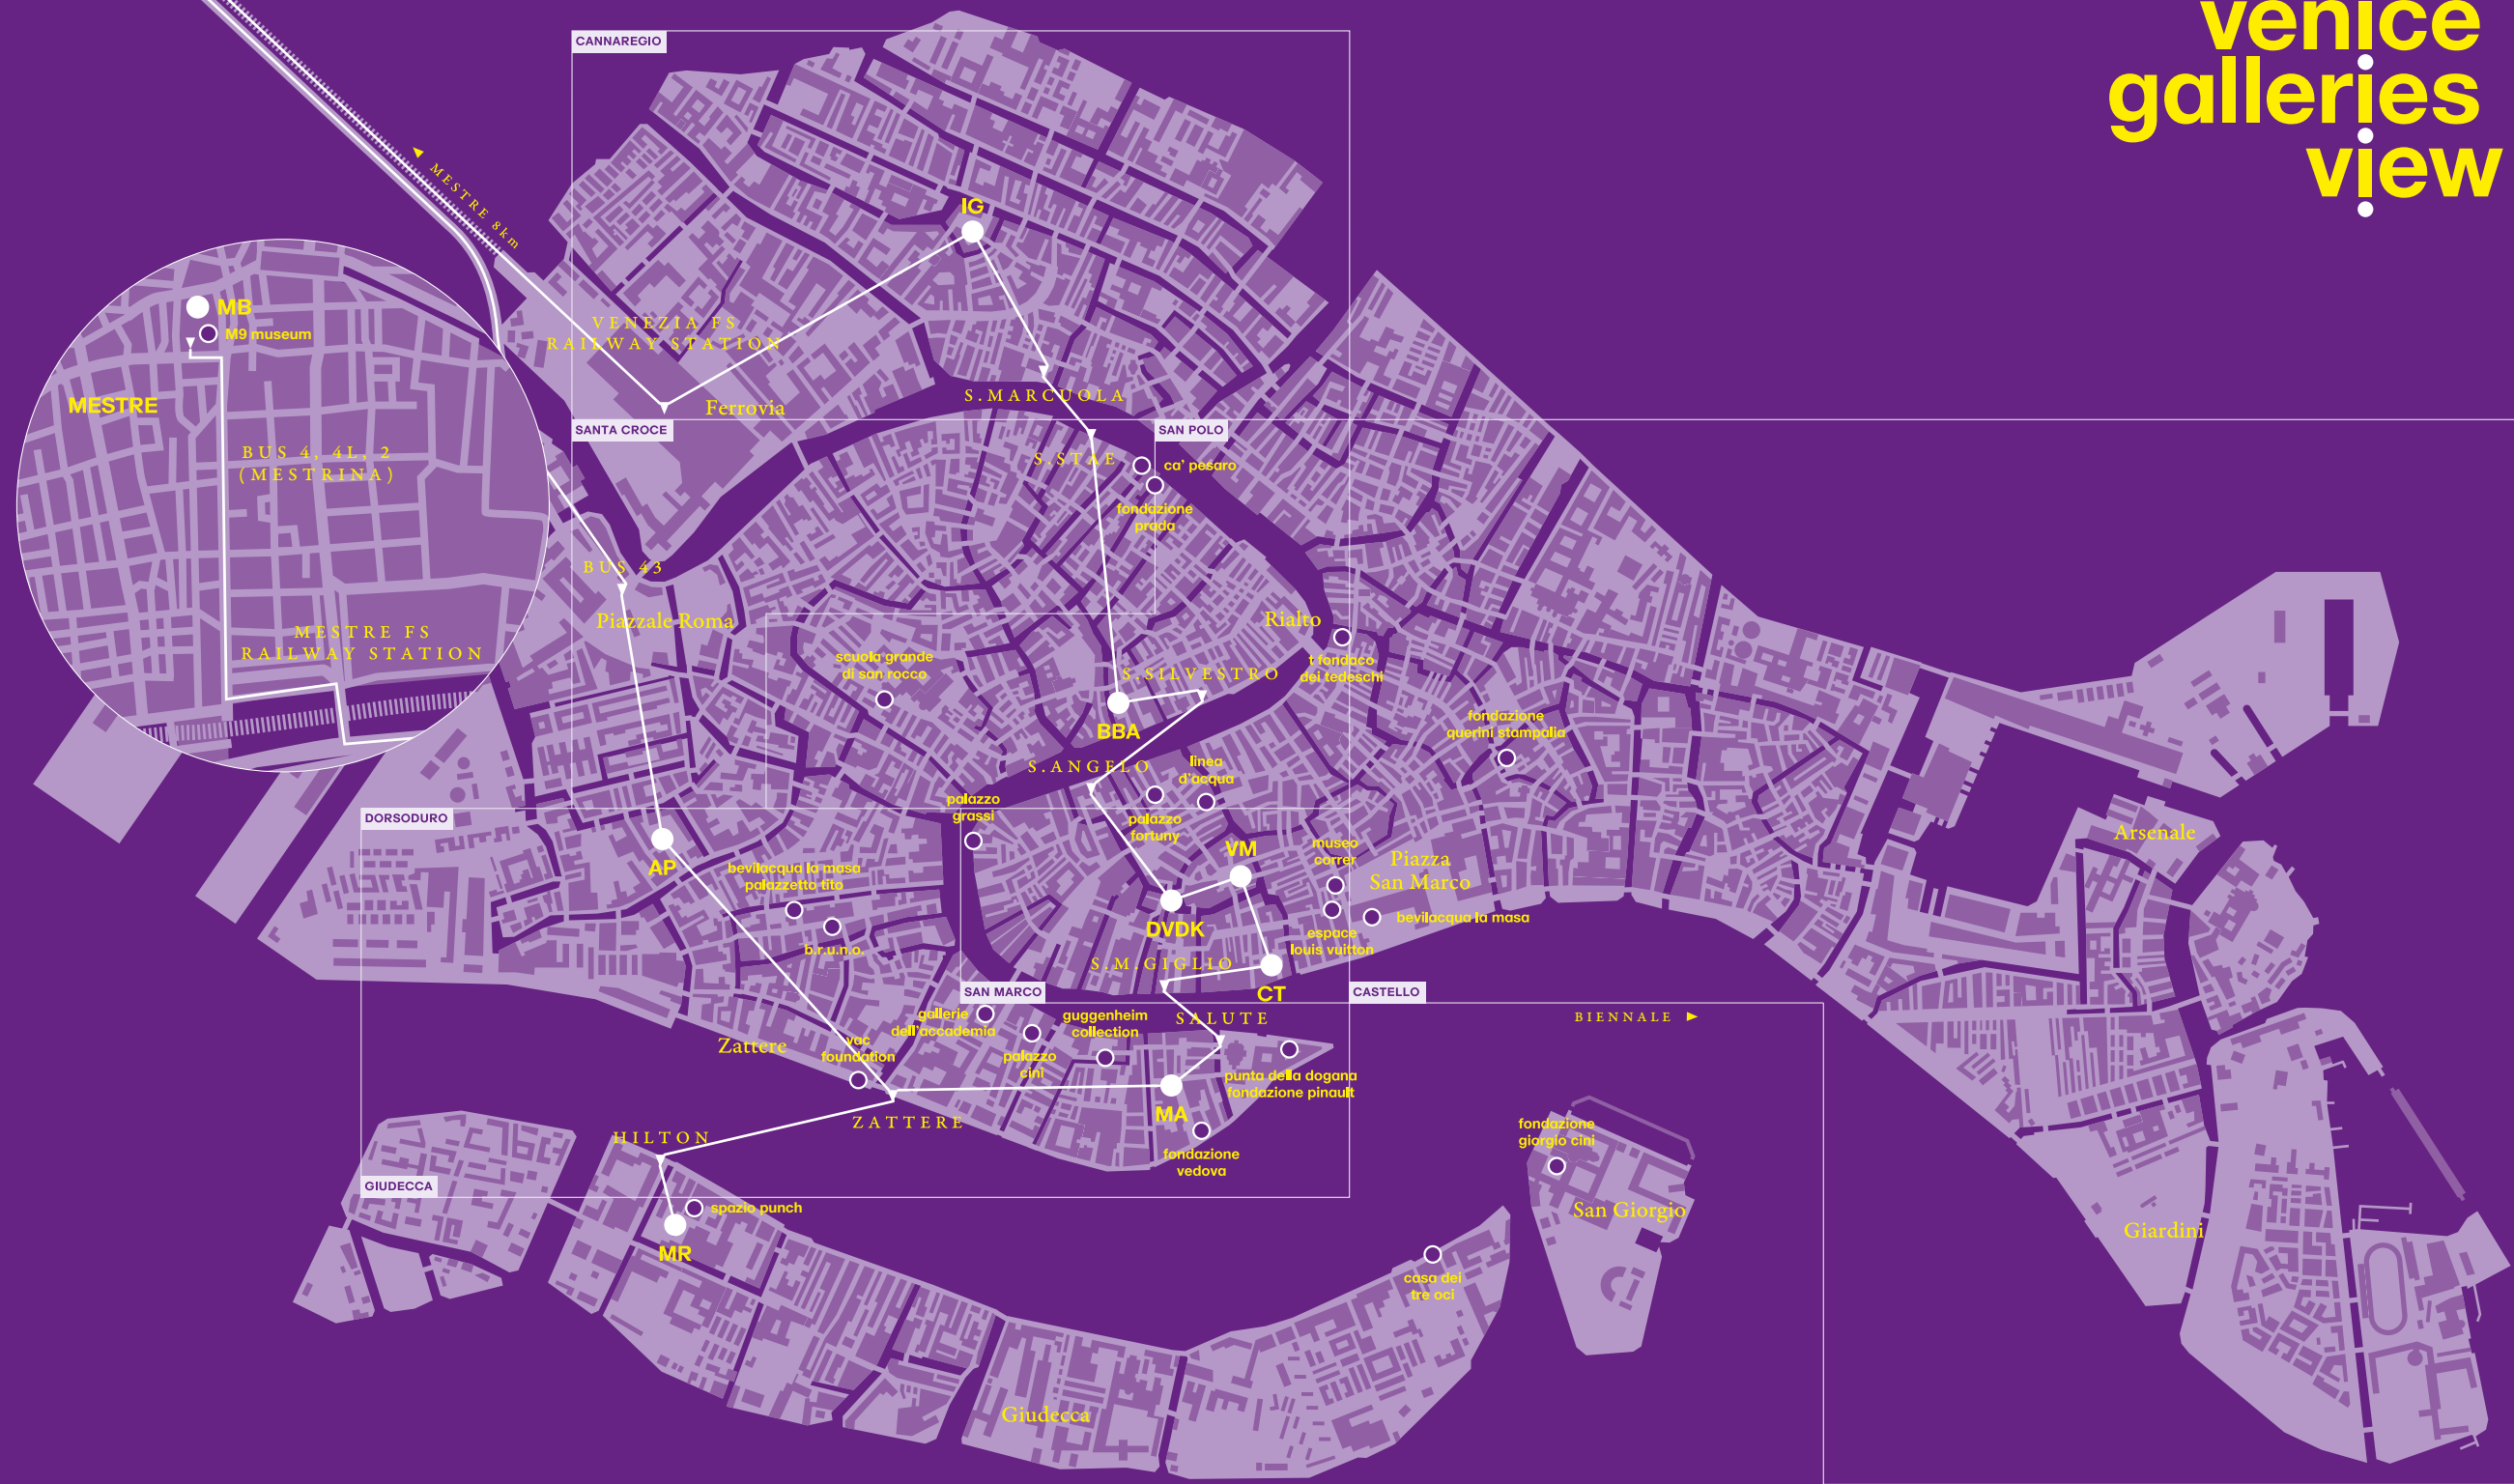 venice
galleries
view
CANNAREGIO
MESTRE 8km
IG
MB
M9 museum
VENEZIA FS
RAILWAY STATION
MESTRE
S.MARCUOLA
Ferrovia
SANTA CROCE
SAN POLO
BUS 4, 4L, 2
(MESTRINA)
S.STAE
ca' pesaro
fondazione
prada
BUS 43
Piazzale Roma
Rialto
MESTRE FS
RAILWAY STATION
scuola grande
di san rocco
S.SILVESTRO
t fondaco
dei tedeschi
BBA
fondazione
querini stampalia
S.ANGELO
linea
d'acqua
palazzo
grassi
palazzo
fortuny
DORSODURO
Arsenale
AP
bevilacqua la masa
palazzetto tito
VM
museo
correr
Piazza
San Marco
b.r.u.n.o.
DVDK
bevilacqua la masa
espace
louis vuitton
S.M.GIGLIO
SAN MARCO
CT
CASTELLO
gallerie
dell'accademia
guggenheim
collection
SALUTE
BIENNALE
Zattere
vac
foundation
palazzo
cini
punta della dogana
fondazione pinault
MA
ZATTERE
HILTON
fondazione
vedova
fondazione
giorgio cini
GIUDECCA
spazio punch
San Giorgio
MR
Giardini
casa dei
tre oci
Giudecca